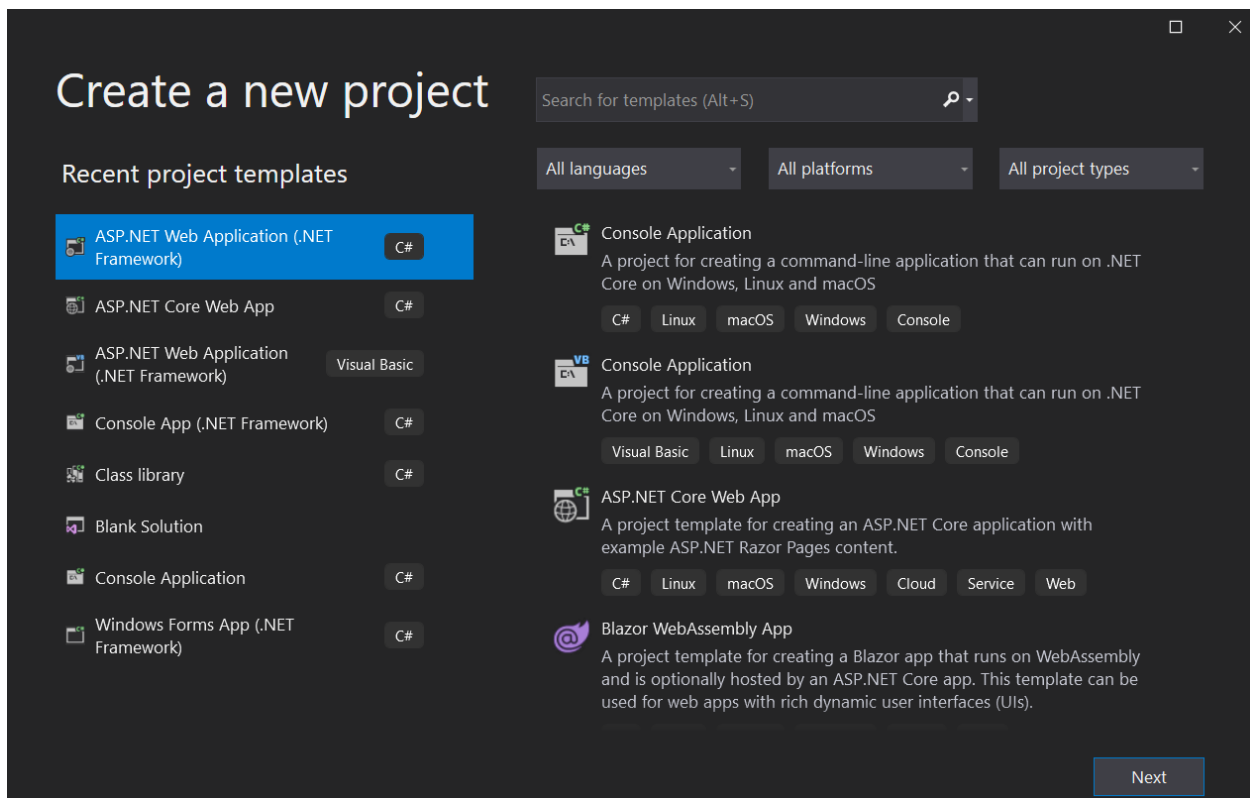 Create a new project
Search for templates (Alt+S)
Recent project templates
All languages
All platforms
All project types
ASP.NET Web Application (.NET
Framework)
C#
ASP.NET Core Web App
C#
ASP.NET Web Application
(.NET Framework)
Visual Basic
Console App (.NET Framework)
C#
Class library
C#
Blank Solution
Console Application
C#
Windows Forms App (.NET
Framework)
C#
C#
Console Application
A project for creating a command-line application that can run on .NET
Core on Windows, Linux and macOS
C# Linux macOS Windows Console
VB
Console Application
A project for creating a command-line application that can run on .NET
Core on Windows, Linux and macOS
Visual Basic Linux macOS Windows Console
C#
ASP.NET Core Web App
A project template for creating an ASP.NET Core application with
example ASP.NET Razor Pages content.
C# Linux macOS Windows Cloud Service Web
Blazor WebAssembly App
A project template for creating a Blazor app that runs on WebAssembly
and is optionally hosted by an ASP.NET Core app. This template can be
used for web apps with rich dynamic user interfaces (UIs).
Next